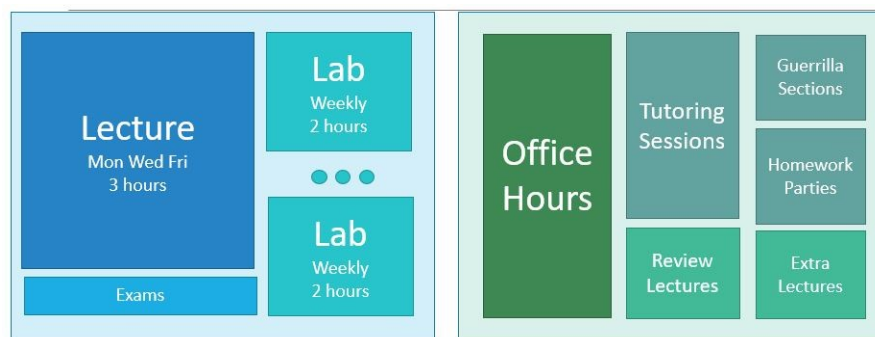 Lecture
Mon Wed Fri
3 hours
Exams
Lab
Weekly
2 hours
Lab
Weekly
2 hours
Office
Hours
Tutoring
Sessions
Review
Lectures
Guerrilla
Sections
Homework
Parties
Extra
Lectures